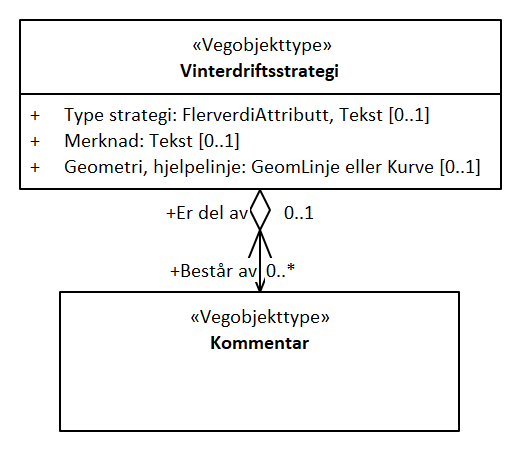 «Vegobjekttype»
Vinterdriftsstrategi
+ Type strategi: FlerverdiAttributt, Tekst [0..1]
+ Merknad: Tekst [0..1]
+ Geometri, hjelpelinje: GeomLinje eller Kurve [0..1]
+Er del av 0..1
+Består av 0..*
«Vegobjekttype»
Kommentar